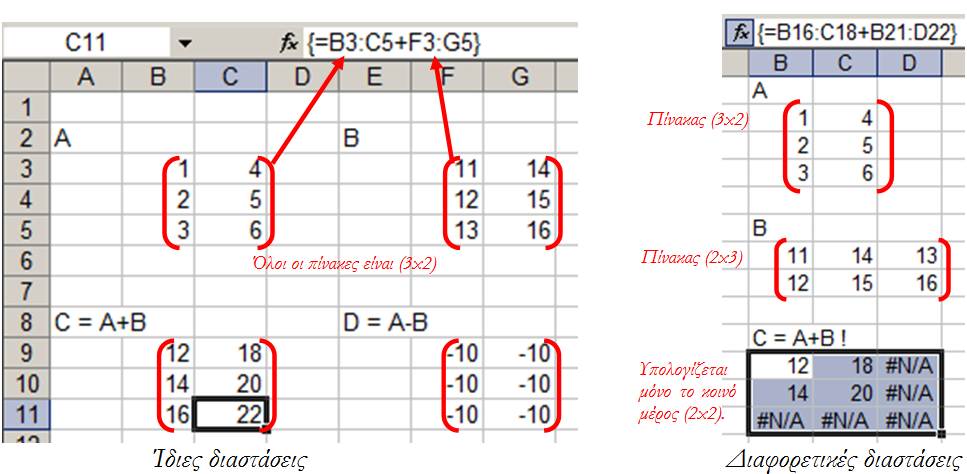 C11 fx {=B3:C5+F3:G5}
A B C D E F G
1
2 A B
3 1 4 11 14
4 2 5 12 15
5 3 6 13 16
6 Όλοι οι πίνακες είναι (3x2)
7
8 C = A+B D = A-B
9 12 18 -10 -10
10 14 20 -10 -10
11 16 22 -10 -10
Ίδιες διαστάσεις
fx {=B16:C18+B21:D22}
B C D
A
Πίνακας (3x2) 1 4
2 5
3 6
B
Πίνακας (2x3) 11 14 13
12 15 16
C = A+B !
Υπολογίζεται 12 18 #N/A
μόνο το κοινό 14 20 #N/A
μέρος (2x2). #N/A #N/A #N/A
Διαφορετικές διαστάσεις